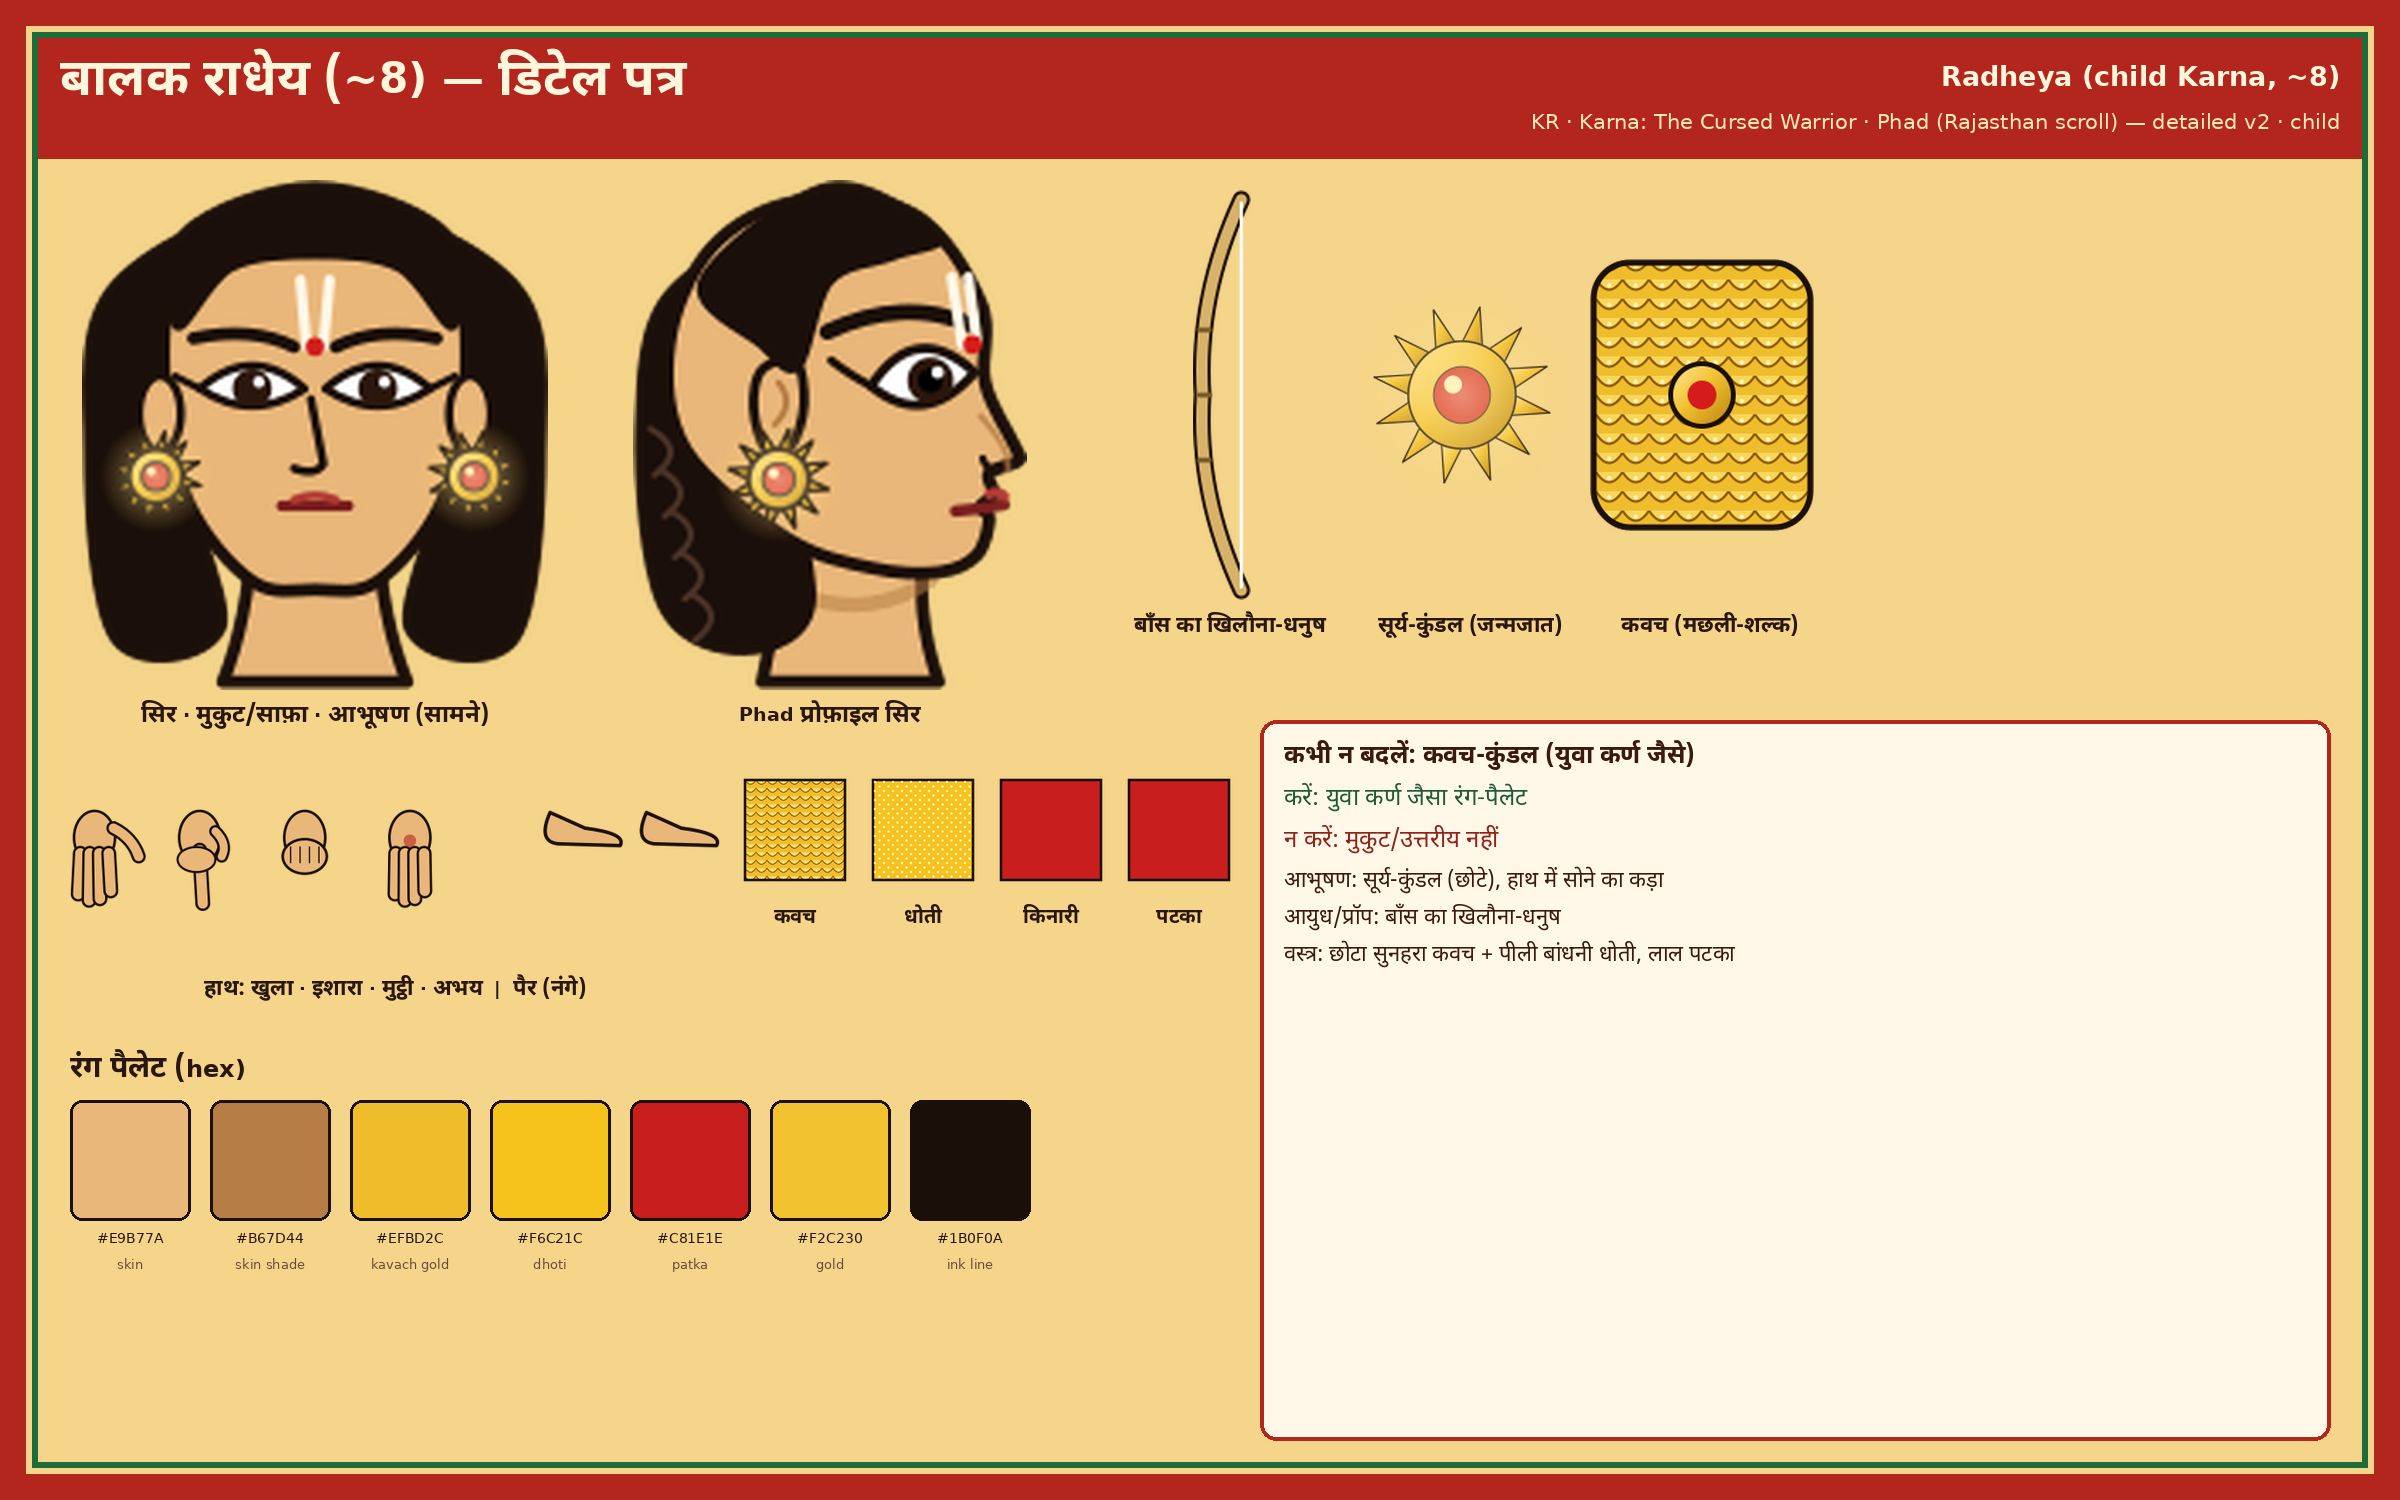 बालक राधेय (~8) — डिटेल पत्र
Radheya (child Karna, ~8)
KR · Karna: The Cursed Warrior · Phad (Rajasthan scroll) — detailed v2 · child
बाँस का खिलौना-धनुष
सूर्य-कुंडल (जन्मजात)
कवच (मछली-शल्क)
सिर · मुकुट/साफ़ा · आभूषण (सामने)
Phad प्रोफ़ाइल सिर
कभी न बदलें: कवच-कुंडल (युवा कर्ण जैसे)
करें: युवा कर्ण जैसा रंग-पैलेट
न करें: मुकुट/उत्तरीय नहीं
आभूषण: सूर्य-कुंडल (छोटे), हाथ में सोने का कड़ा
आयुध/प्रॉप: बाँस का खिलौना-धनुष
वस्त्र: छोटा सुनहरा कवच + पीली बांधनी धोती, लाल पटका
कवच
धोती
किनारी
पटका
हाथ: खुला · इशारा · मुट्ठी · अभय | पैर (नंगे)
रंग पैलेट (hex)
#E9B77A
#B67D44
#EFBD2C
#F6C21C
#C81E1E
#F2C230
#1B0F0A
skin
skin shade
kavach gold
dhoti
patka
gold
ink line